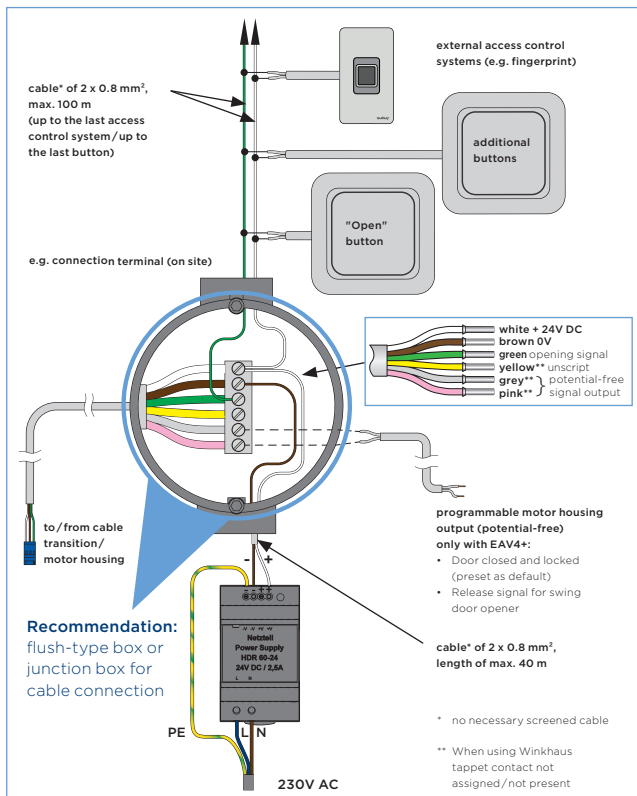 external access control
systems (e.g. fingerprint)
cable* of 2 x 0.8 mm²,
max. 100 m
(up to the last access
control system/up to
the last button)
additional
buttons
"Open"
button
e.g. connection terminal (on site)
white + 24V DC
brown 0V
green opening signal
yellow** unscript
grey** } potential-free
pink** signal output
to/from cable
transition/
motor housing
programmable motor housing
output (potential-free)
only with EAV4+:
• Door closed and locked
(preset as default)
• Release signal for swing
door opener
- +
-V -V +V +V
Netzteil
Power Supply
HDR 60-24
24V DC / 2,5A
L N
Recommendation:
flush-type box or
junction box for
cable connection
cable* of 2 x 0.8 mm²,
length of max. 40 m
PE L N
230V AC
* no necessary screened cable
** When using Winkhaus
tappet contact not
assigned/not present